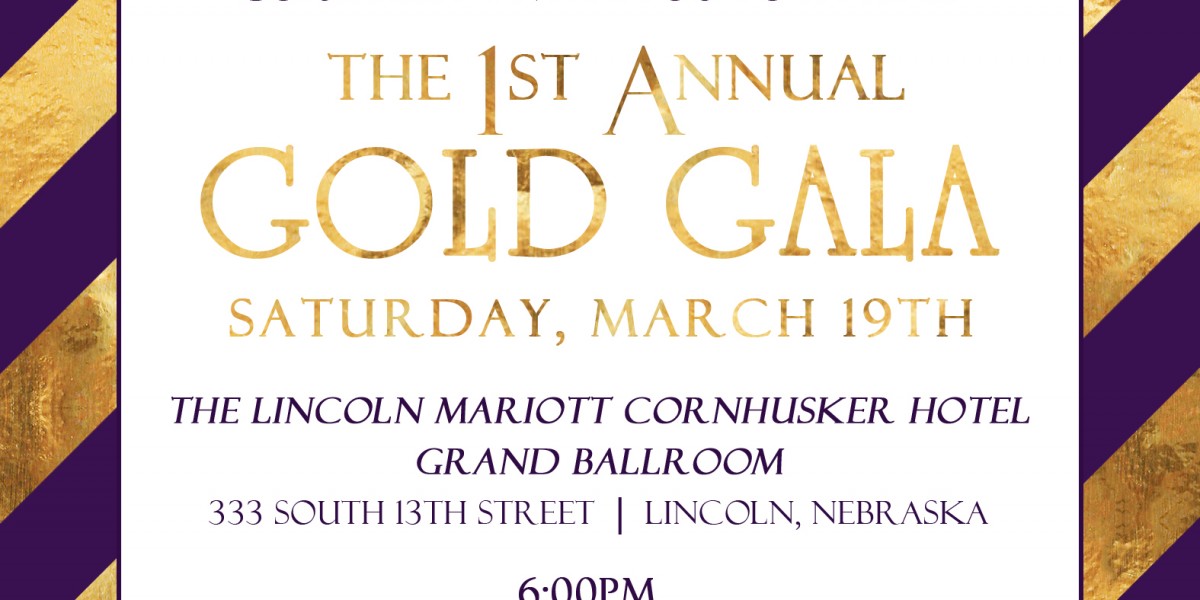 THE 1ST ANNUAL
GOLD GALA
SATURDAY, MARCH 19TH
THE LINCOLN MARIOTT CORNHUSKER HOTEL
GRAND BALLROOM
333 SOUTH 13TH STREET | LINCOLN, NEBRASKA
6:00PM